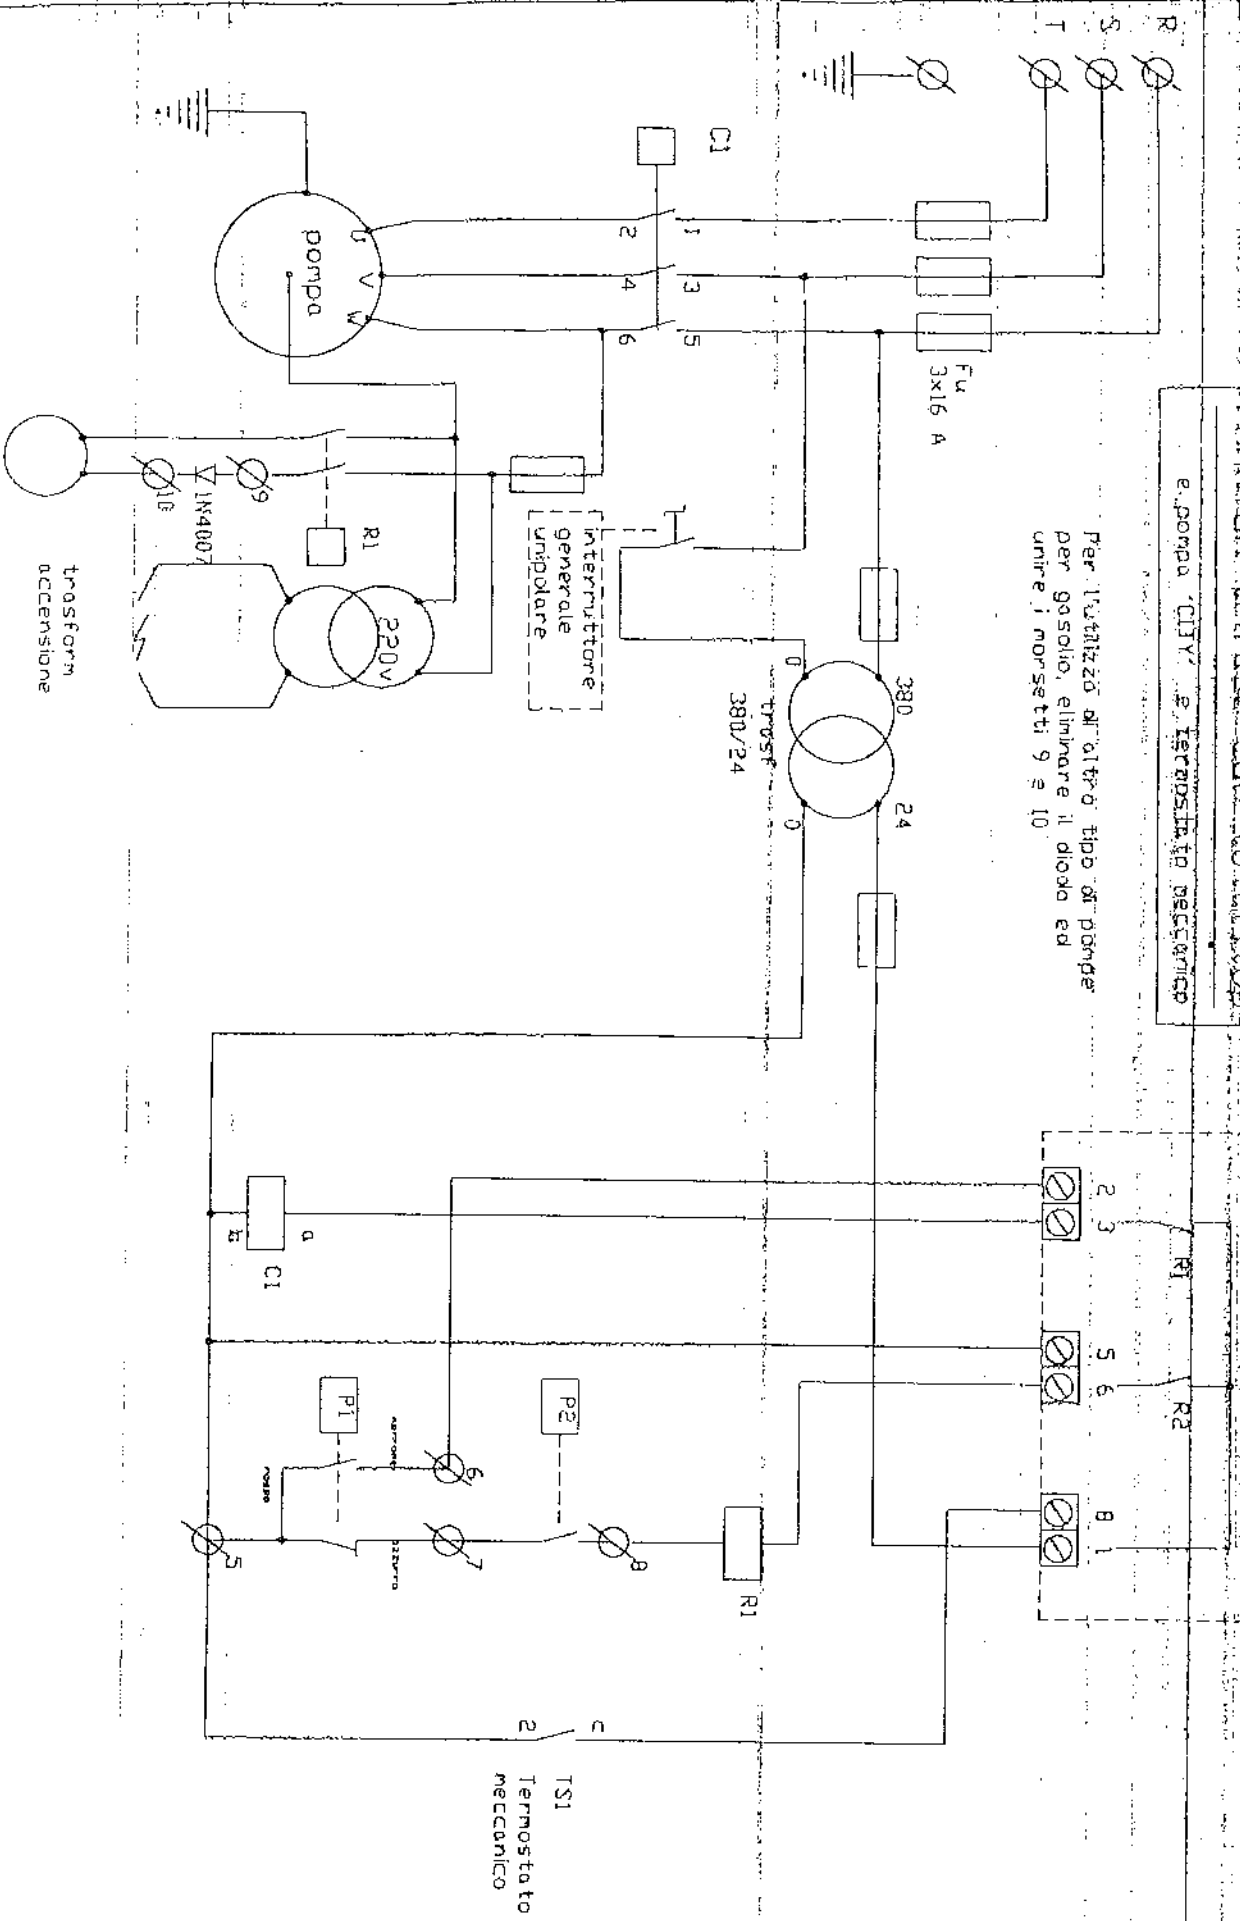 R
S
T
Fu
3x16 A
C1
1
2
3
4
5
6
U
V
W
pompa
e pompa "CITY" e termostato meccanico
Per l'utilizzo di altro tipo di pompe
per gasolio, eliminare il diodo ed
unire i morsetti 9 e 10
interruttore
generale
unipolare
R1
9
1N4007
10
220v
trasform
accensione
0
380
trasf
380/24
24
0
2
3
R1
5
6
R2
8
1
a
b
C1
P1
P2
6
rosso
5
7
azzurro
8
R1
2
C
TS1
Termostato
meccanico